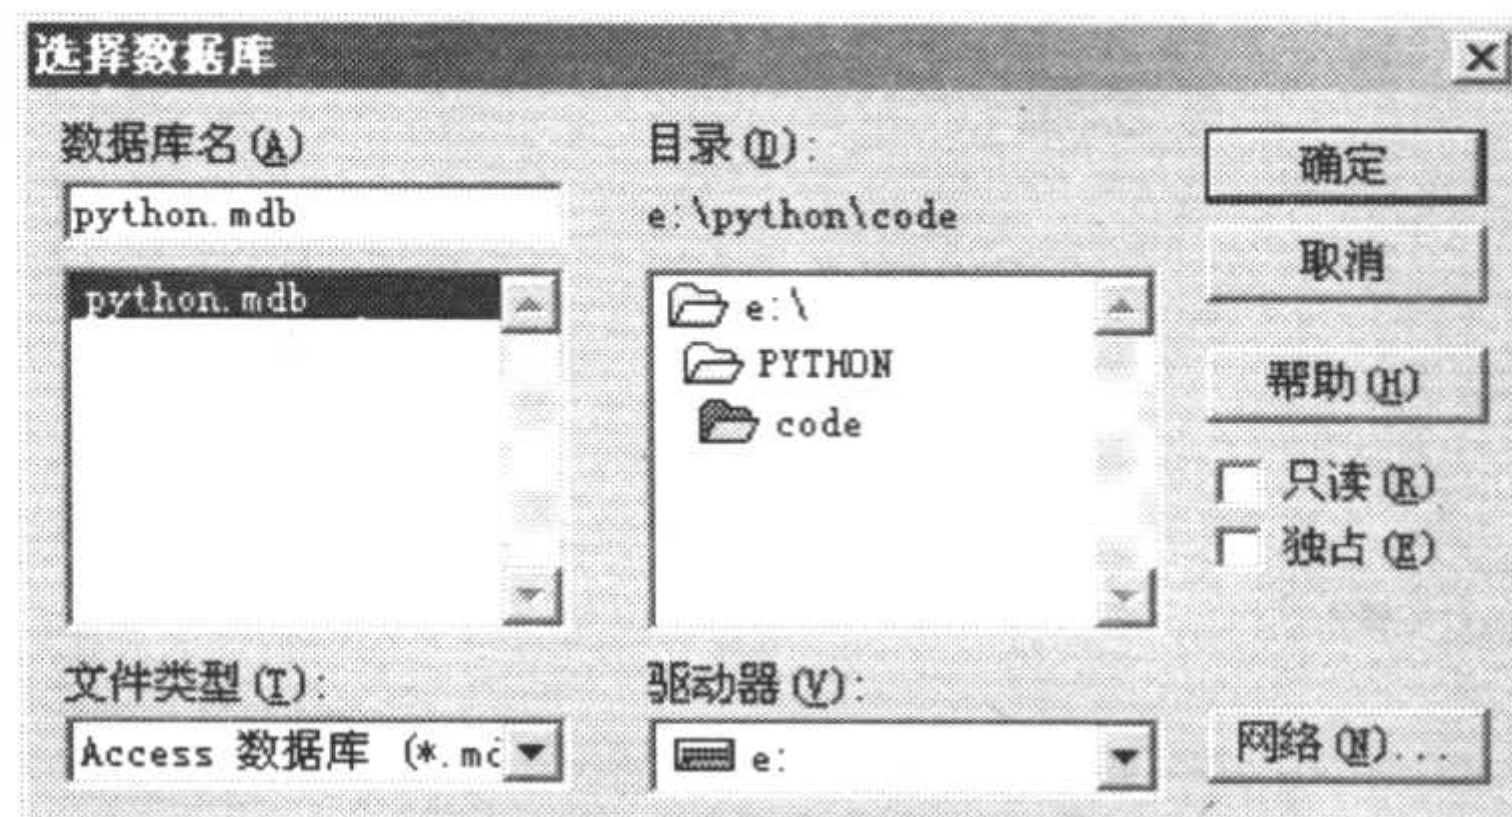 选择数据库
数据库名(A)
python.mdb
python.mdb
文件类型(T):
Access 数据库 (*.md
目录(D):
e:\python\code
e:\
PYTHON
code
驱动器(V):
e:
确定
取消
帮助(H)
只读(R)
独占(E)
网络(N)...